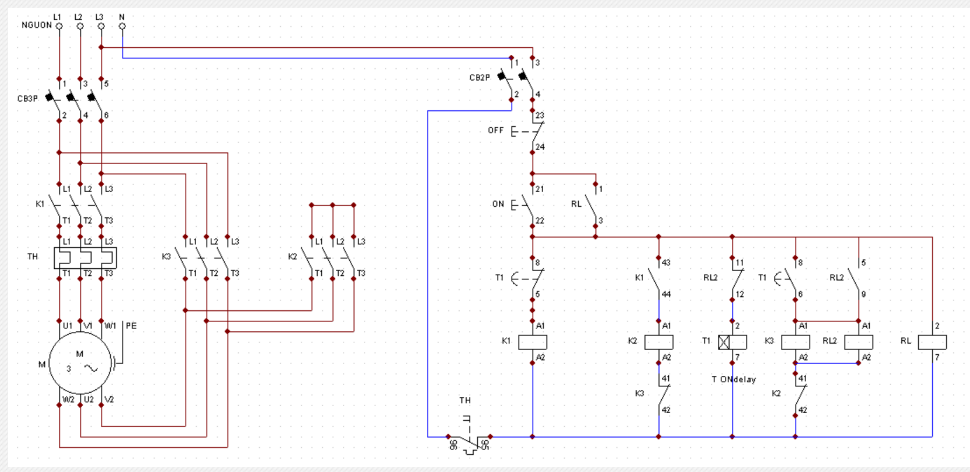 L1 L2 L3 N
NGUON
1 3 5
CB3P
2 4 6
1 3
CB2P
2 4
23
OFF
24
L1 L2 L3
K1
T1 T2 T3
21 1
ON RL
22 3
L1 L2 L3
TH
T1 T2 T3
L1 L2 L3
K3
T1 T2 T3
L1 L2 L3
K2
T1 T2 T3
8 43 11 8 5
T1 K1 RL2 T1 RL2
5 44 12 6 9
U1 V1 W1 PE
M M
3
W2 U2 V2
A1 A1 2 A1 A1 2
K1 K2 T1 K3 RL2 RL
A2 A2 7 A2 A2 7
T ONdelay
41 41
K3 K2
42 42
TH
96 95